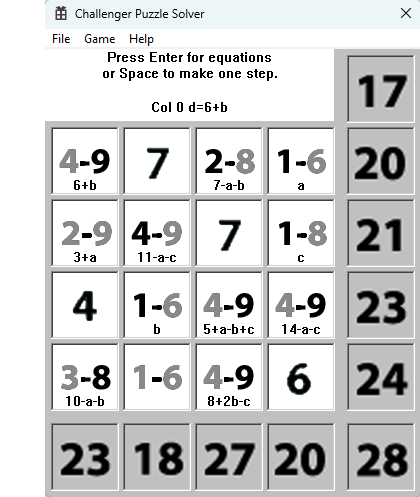 Challenger Puzzle Solver
File Game Help
Press Enter for equations
or Space to make one step.
Col 0 d=6+b
17
4-9 7 2-8 1-6 20
6+b 7-a-b a
2-9 4-9 7 1-8 21
3+a 11-a-c c
4 1-6 4-9 4-9 23
b 5+a-b+c 14-a-c
3-8 1-6 4-9 6 24
10-a-b 8+2b-c
23 18 27 20 28